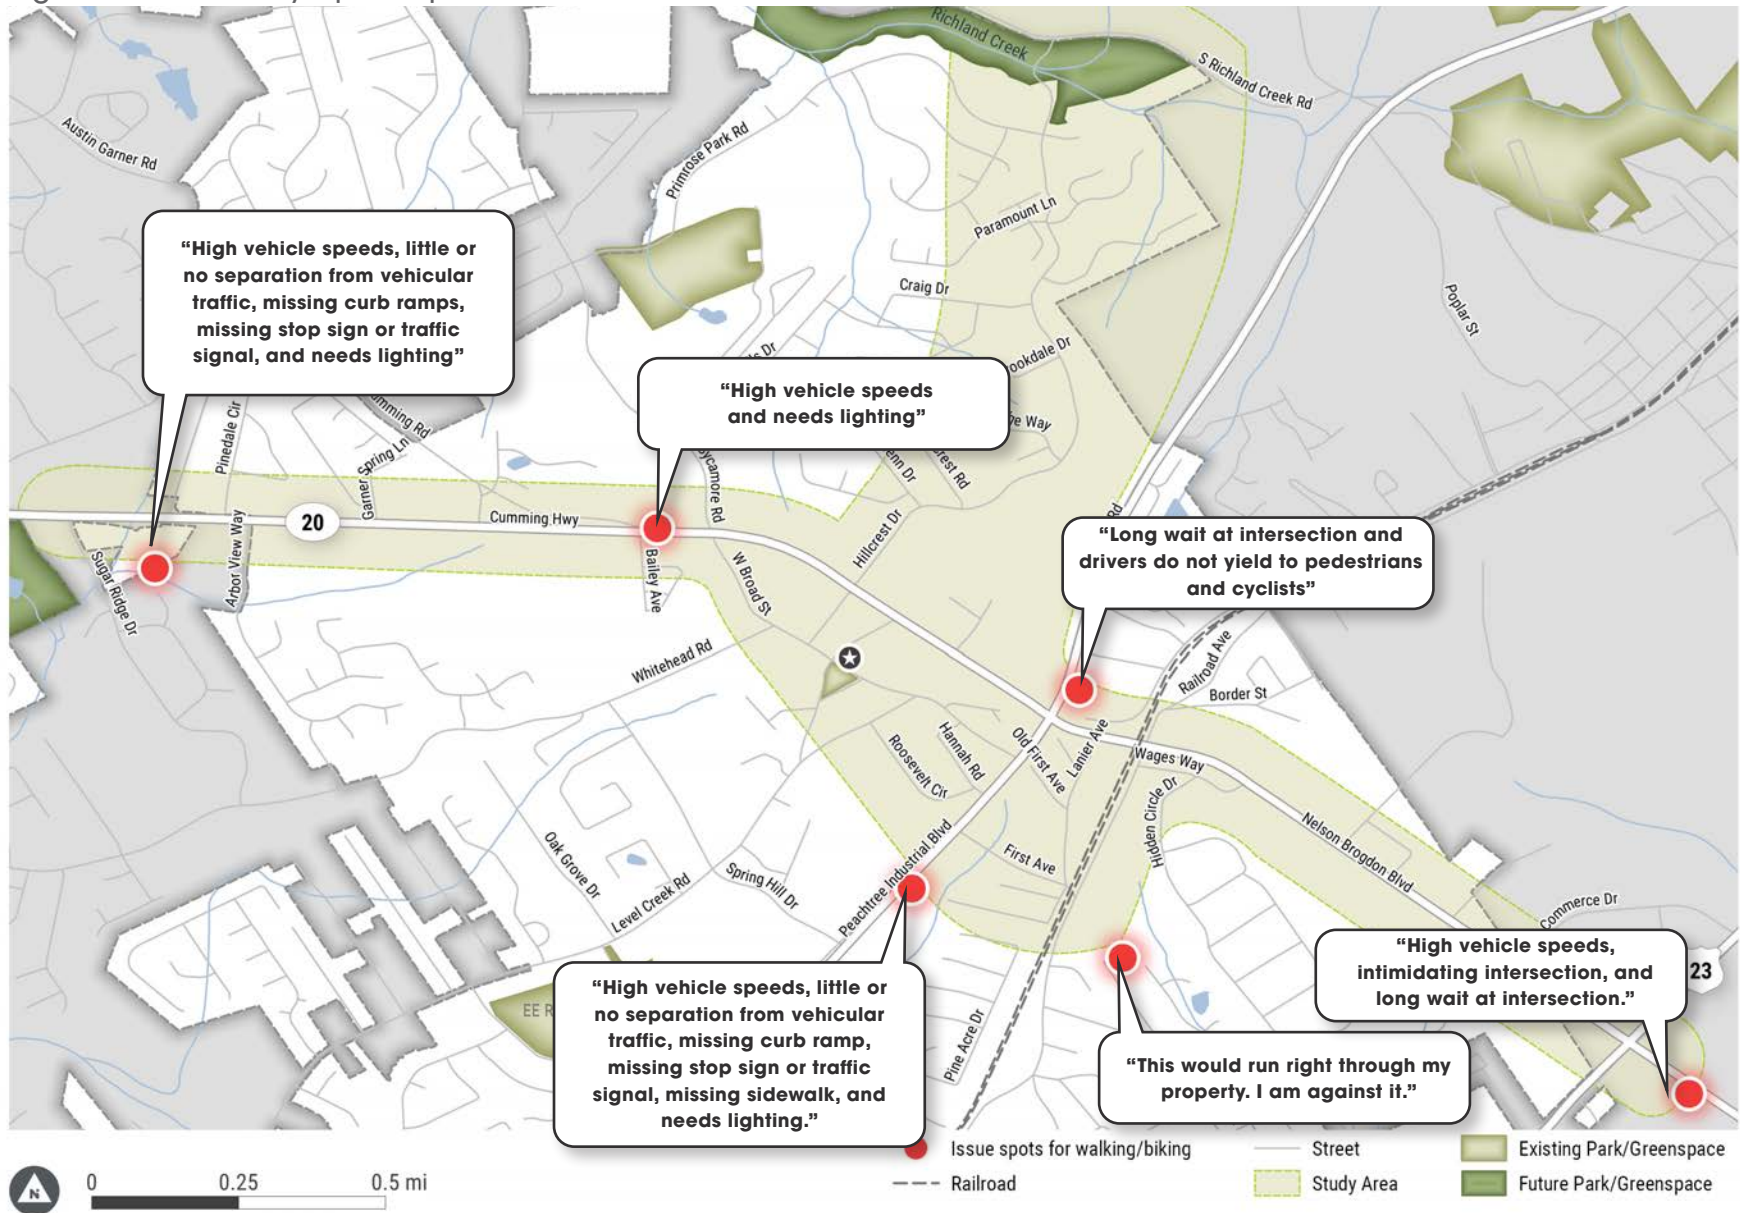 Richland Creek
S Richland Creek Rd
Austin Garner Rd
Primrose Park Rd
Paramount Ln
Craig Dr
Poplar St
“High vehicle speeds, little or
no separation from vehicular
traffic, missing curb ramps,
missing stop sign or traffic
signal, and needs lighting”
“High vehicle speeds
and needs lighting”
Pinedale Cir
Garner
Spring Ln
Rd
Dr
Way
Rd
Dr
Rd
Rd
20
Cumming Hwy
Hillcrest Dr
Sugar Ridge Dr
Arbor View Way
Bailey Ave
W Broad St
“Long wait at intersection and
drivers do not yield to pedestrians
and cyclists”
Whitehead Rd
Railroad Ave
Border St
Roosevelt Cir
Hannah Rd
Old First Ave
Lanier Ave
Wages Way
Hidden Circle Dr
Nelson Brogdon Blvd
Oak Grove Dr
Level Creek Rd
Spring Hill Dr
Peachtree Industrial Blvd
First Ave
Commerce Dr
“High vehicle speeds,
intimidating intersection, and
long wait at intersection.”
23
EE R
“High vehicle speeds, little or
no separation from vehicular
traffic, missing curb ramp,
missing stop sign or traffic
signal, missing sidewalk, and
needs lighting.”
Pine Acre Dr
“This would run right through my
property. I am against it.”
N
0 0.25 0.5 mi
Issue spots for walking/biking
Railroad
Street
Study Area
Existing Park/Greenspace
Future Park/Greenspace